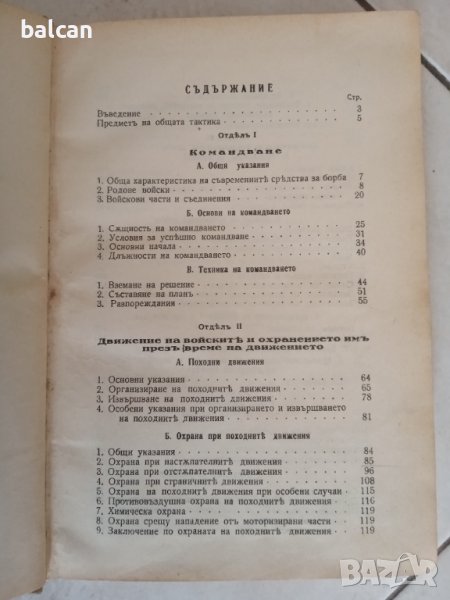 balcan
СЪДЪРЖАНИЕ
Стр.
Въведение 3
Предметъ на общата тактика 5
Отдѣлъ I
Командване
А. Общи указания
1. Обща характеристика на съвременнитѣ срѣдства за борба 7
2. Родове войски 8
3. Войскови части и съединения 20
Б. Основи на командването
1. Сѫщность на командването 25
2. Условия за успѣшно командване 31
3. Основни начала 34
4. Длъжности на командването 40
В. Техника на командването
1. Вземане на решение 44
2. Съставяне на планъ 51
3. Разпореждания 55
Отдѣлъ II
Движение на войскитѣ и охранението имъ
презъ време на движението
А. Походни движения
1. Основни указания 64
2. Организиране на походнитѣ движения 65
3. Извършване на походнитѣ движения 78
4. Особени указания при организирането и извършването
на походнитѣ движения 81
Б. Охрана при походнитѣ движения
1. Общи указания 84
2. Охрана при настѫпателнитѣ движения 85
3. Охрана при отстѫпателнитѣ движения 96
4. Охрана при страничнитѣ движения 108
5. Охрана на походнитѣ движения при особени случаи 115
6. Противовъздушна охрана на походнитѣ движения 116
7. Химическа охрана 119
8. Охрана срещу нападение отъ моторизирани части 119
9. Заключение по охраната на походнитѣ движения 119
BAZAR